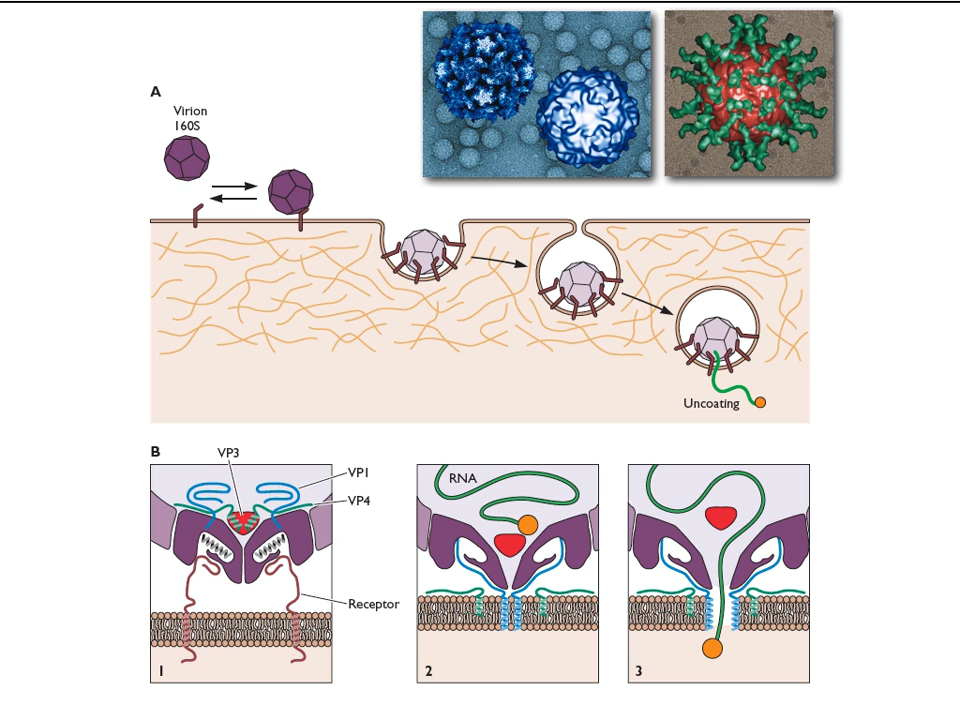 A
Virion
160S
Uncoating
B
VP3
VP1
VP4
Receptor
1
RNA
2
3